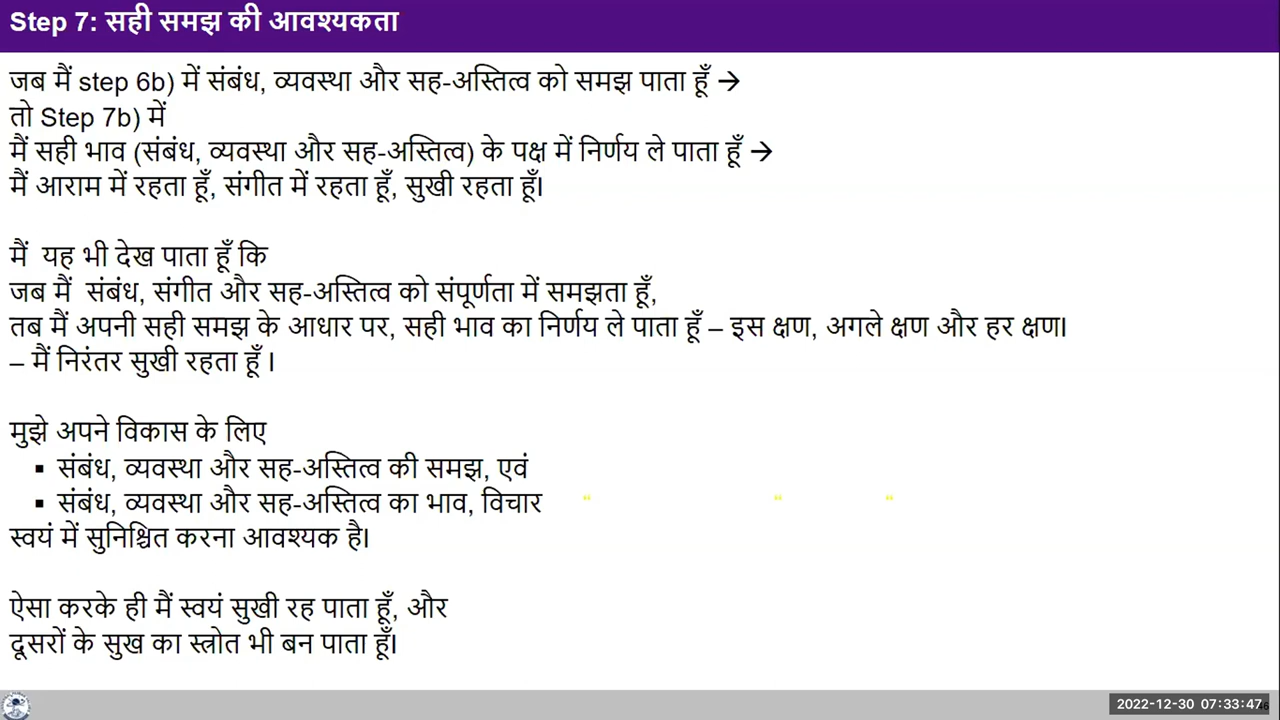 Step 7: सही समझ की आवश्यकता
जब मैं step 6b) में संबंध, व्यवस्था और सह-अस्तित्व को समझ पाता हूँ →
तो Step 7b) में
मैं सही भाव (संबंध, व्यवस्था और सह-अस्तित्व) के पक्ष में निर्णय ले पाता हूँ →
मैं आराम में रहता हूँ, संगीत में रहता हूँ, सुखी रहता हूँ।
मैं यह भी देख पाता हूँ कि
जब मैं संबंध, संगीत और सह-अस्तित्व को संपूर्णता में समझता हूँ,
तब मैं अपनी सही समझ के आधार पर, सही भाव का निर्णय ले पाता हूँ – इस क्षण, अगले क्षण और हर क्षण।
– मैं निरंतर सुखी रहता हूँ ।
मुझे अपने विकास के लिए
▪ संबंध, व्यवस्था और सह-अस्तित्व की समझ, एवं
▪ संबंध, व्यवस्था और सह-अस्तित्व का भाव, विचार “ “ “
स्वयं में सुनिश्चित करना आवश्यक है।
ऐसा करके ही मैं स्वयं सुखी रह पाता हूँ, और
दूसरों के सुख का स्त्रोत भी बन पाता हूँ।
2022-12-30 07:33:47